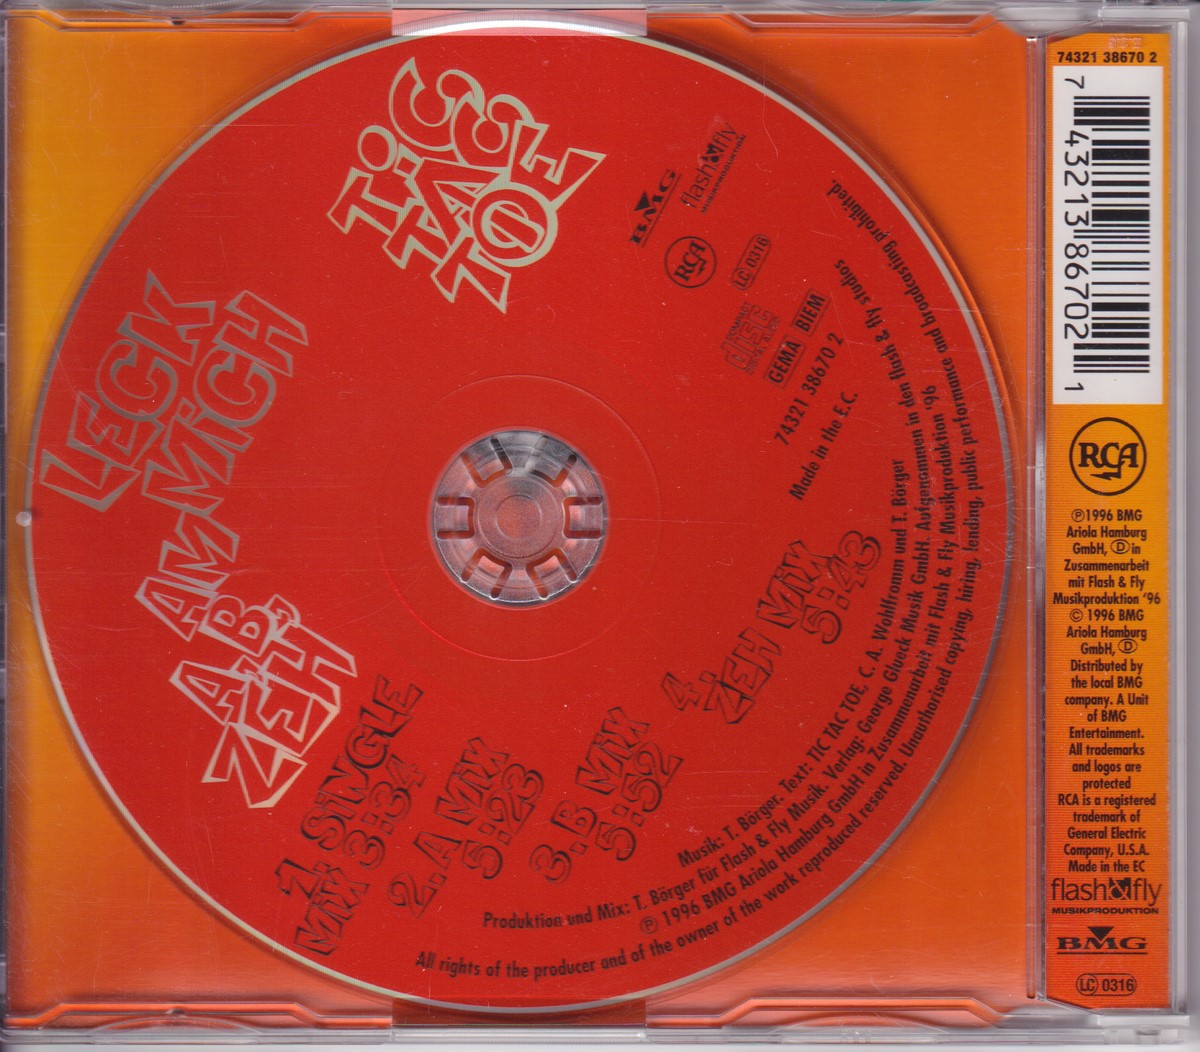 TIC
TAC
TOE
LECK
AM MiCH
AM A, B,
ZEH
1. SiNGLE
MiX 3:34
2. A MiX
5:23
3. B MiX
5:52
4. ZEH MiX
5:43
BMG
flash & fly
MUSIKPRODUKTION
RCA
LC 0316
COMPACT
disc
GEMA BIEM
74321 38670 2
Made in the E.C.
Musik: T. Börger. Text: TIC TAC TOE, C. A. Wohlfromm und T. Börger
Produktion und Mix: T. Börger für Flash & Fly Musik. Verlag: George Glueck Musik GmbH. Aufgenommen in den flash & fly studios
℗ 1996 BMG Ariola Hamburg GmbH in Zusammenarbeit mit Flash & Fly Musikproduktion '96
All rights of the producer and of the owner of the work reproduced reserved. Unauthorised copying, hiring, lending, public performance and broadcasting prohibited.
74321 38670 2
7 43213 86702 1
RCA
℗1996 BMG
Ariola Hamburg
GmbH, Ⓓ in
Zusammenarbeit
mit Flash & Fly
Musikproduktion '96
© 1996 BMG
Ariola Hamburg
GmbH, Ⓓ
Distributed by
the local BMG
company. A Unit
of BMG
Entertainment.
All trademarks
and logos are
protected
RCA is a registered
trademark of
General Electric
Company, U.S.A.
Made in the EC
flash & fly
MUSIKPRODUKTION
BMG
LC 0316